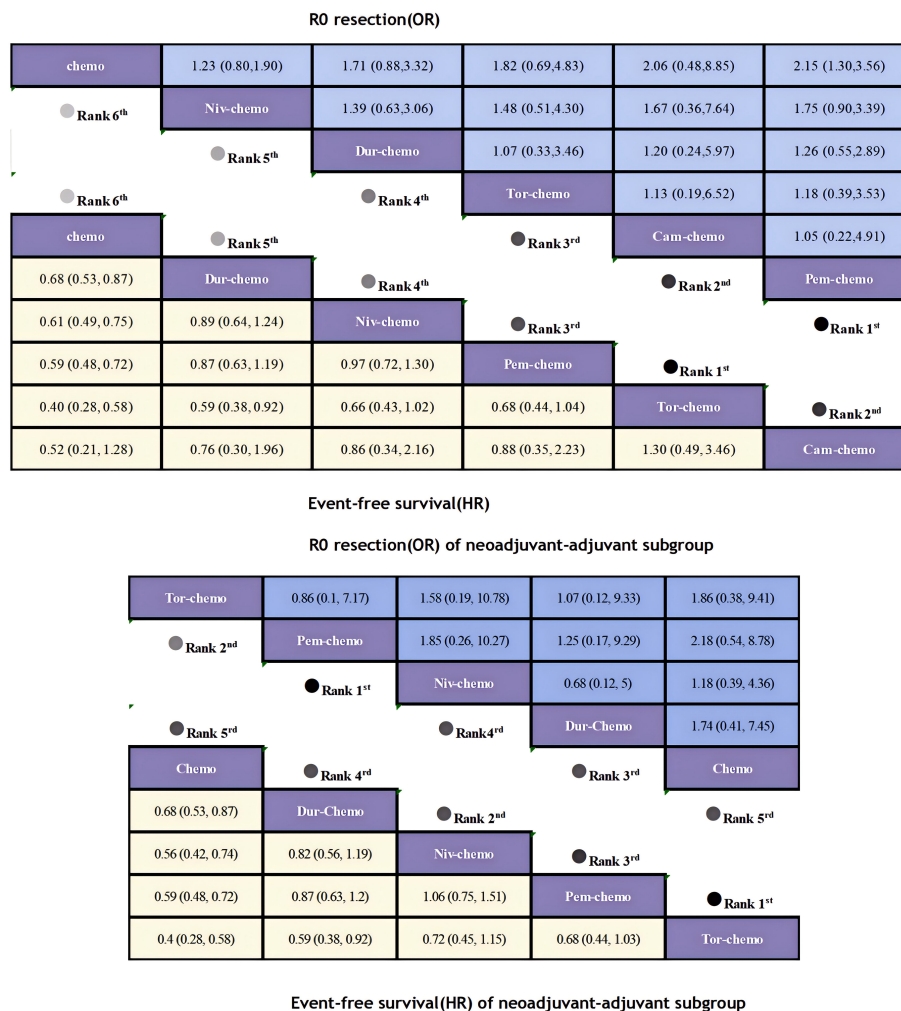 R0 resection(OR)
chemo 1.23 (0.80,1.90) 1.71 (0.88,3.32) 1.82 (0.69,4.83) 2.06 (0.48,8.85) 2.15 (1.30,3.56)
Rank 6th Niv-chemo 1.39 (0.63,3.06) 1.48 (0.51,4.30) 1.67 (0.36,7.64) 1.75 (0.90,3.39)
Rank 5th Dur-chemo 1.07 (0.33,3.46) 1.20 (0.24,5.97) 1.26 (0.55,2.89)
Rank 6th Rank 4th Tor-chemo 1.13 (0.19,6.52) 1.18 (0.39,3.53)
chemo Rank 5th Rank 3rd Cam-chemo 1.05 (0.22,4.91)
0.68 (0.53, 0.87) Dur-chemo Rank 4th Rank 2nd Pem-chemo
0.61 (0.49, 0.75) 0.89 (0.64, 1.24) Niv-chemo Rank 3rd Rank 1st
0.59 (0.48, 0.72) 0.87 (0.63, 1.19) 0.97 (0.72, 1.30) Pem-chemo Rank 1st
0.40 (0.28, 0.58) 0.59 (0.38, 0.92) 0.66 (0.43, 1.02) 0.68 (0.44, 1.04) Tor-chemo Rank 2nd
0.52 (0.21, 1.28) 0.76 (0.30, 1.96) 0.86 (0.34, 2.16) 0.88 (0.35, 2.23) 1.30 (0.49, 3.46) Cam-chemo
Event-free survival(HR)
R0 resection(OR) of neoadjuvant-adjuvant subgroup
Tor-chemo 0.86 (0.1, 7.17) 1.58 (0.19, 10.78) 1.07 (0.12, 9.33) 1.86 (0.38, 9.41)
Rank 2nd Pem-chemo 1.85 (0.26, 10.27) 1.25 (0.17, 9.29) 2.18 (0.54, 8.78)
Rank 1st Niv-chemo 0.68 (0.12, 5) 1.18 (0.39, 4.36)
Rank 5rd Rank4rd Dur-Chemo 1.74 (0.41, 7.45)
Chemo Rank 4rd Rank 3rd Chemo
0.68 (0.53, 0.87) Dur-Chemo Rank 2nd Rank 5rd
0.56 (0.42, 0.74) 0.82 (0.56, 1.19) Niv-chemo Rank 3rd
0.59 (0.48, 0.72) 0.87 (0.63, 1.2) 1.06 (0.75, 1.51) Pem-chemo Rank 1st
0.4 (0.28, 0.58) 0.59 (0.38, 0.92) 0.72 (0.45, 1.15) 0.68 (0.44, 1.03) Tor-chemo
Event-free survival(HR) of neoadjuvant-adjuvant subgroup